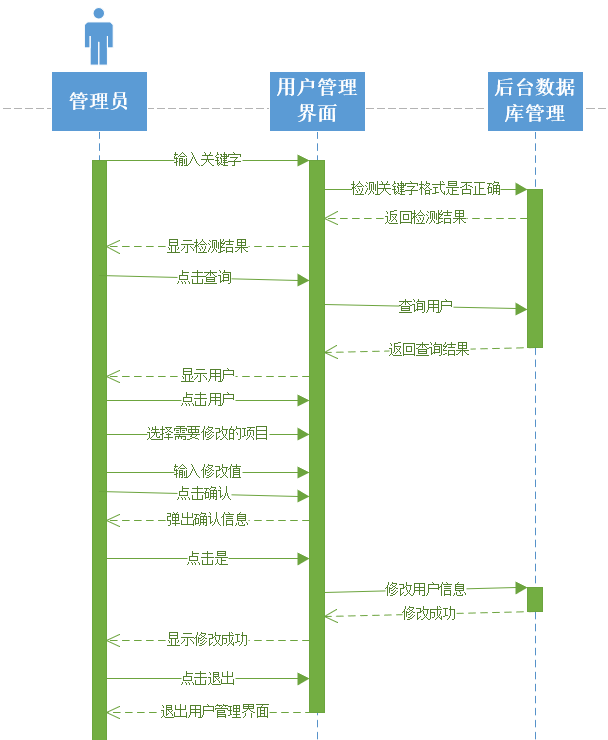 管理员
用户管理
界面
后台数据
库管理
输入关键字
检测关键字格式是否正确
返回检测结果
显示检测结果
点击查询
查询用户
返回查询结果
显示用户
点击用户
选择需要修改的项目
输入修改值
点击确认
弹出确认信息
点击是
修改用户信息
修改成功
显示修改成功
点击退出
退出用户管理界面